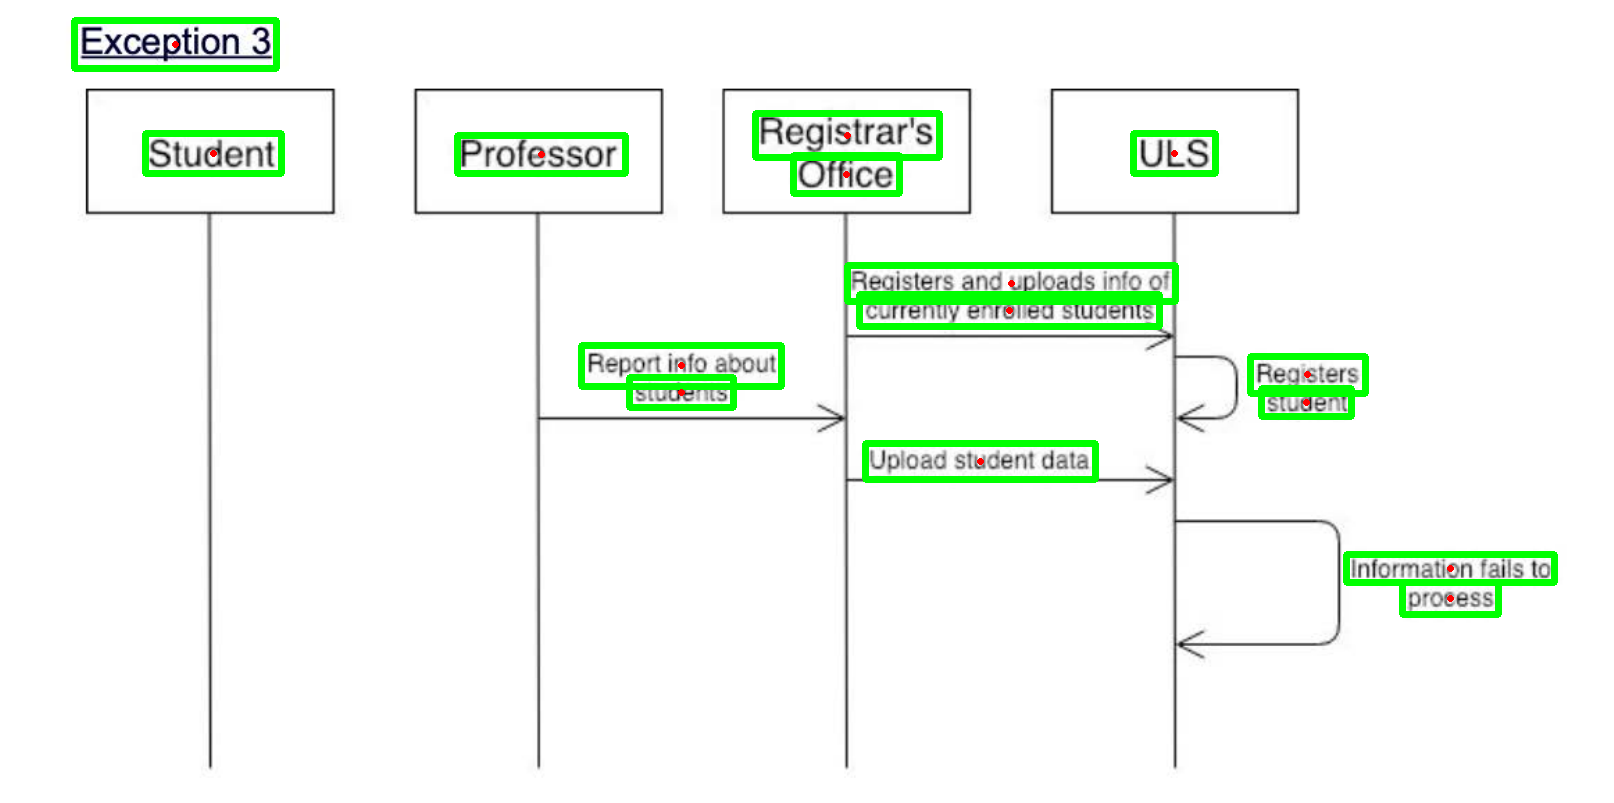 Exception 3
Student
Professor
Registrar's
Office
ULS
Registers and uploads info of
currently enrolled students
Report info about
students
Registers
student
Upload student data
Information fails to
process